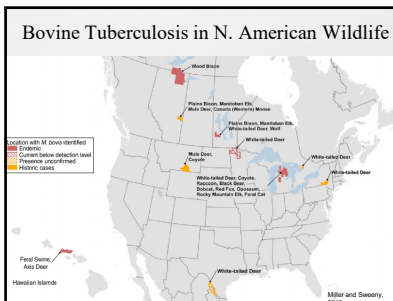 Bovine Tuberculosis in N. American Wildlife
Wood Bison
Plains Bison, Manitoban Elk,
Mule Deer, Canada (Western) Moose
Plains Bison, Manitoban Elk,
White-tailed Deer, Wolf
White-tailed Deer
Location with M. bovis identified
Endemic
Current below detection level
Presence unconfirmed
Historic cases
Mule Deer,
Coyote
White-tailed Deer
White-tailed Deer
White-tailed Deer, Coyote,
Raccoon, Black Bear,
Bobcat, Red Fox, Opossum,
Rocky Mountain Elk, Feral Cat
Feral Swine,
Axis Deer
Hawaiian Islands
White-tailed Deer
Miller and Sweeny,